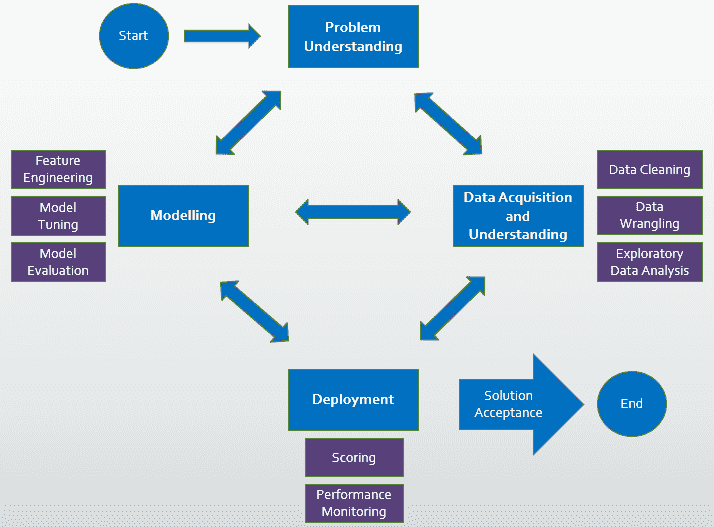 Start
Problem
Understanding
Feature
Engineering
Model
Tuning
Model
Evaluation
Modelling
Data Acquisition
and
Understanding
Data Cleaning
Data
Wrangling
Exploratory
Data Analysis
Deployment
Scoring
Performance
Monitoring
Solution
Acceptance
End